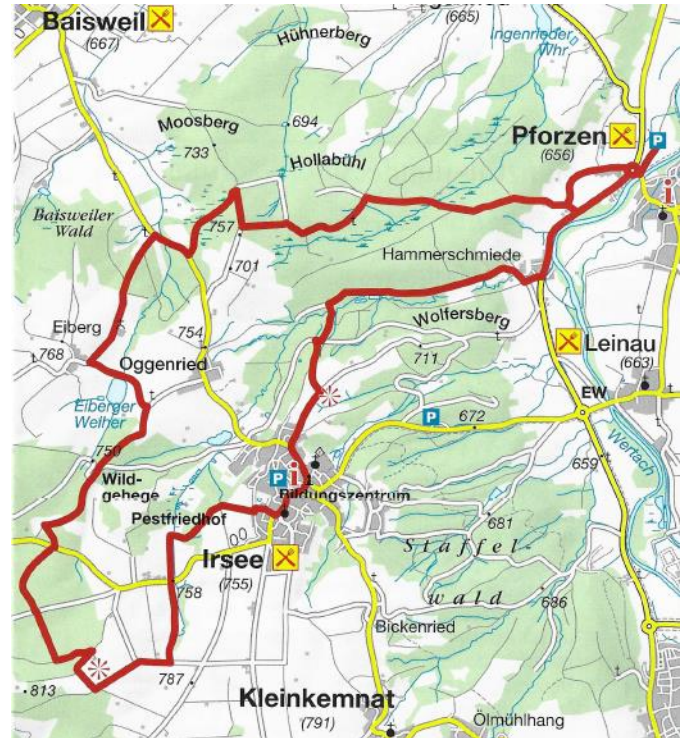 Baisweil
(667)
(665)
Hühnerberg
Ingenrieder
Whr.
Moosberg
694
733
Hollabühl
Pforzen
(656)
P
i
Baisweiler
Wald
757
701
Hammerschmiede
Eiberg
768
754
Oggenried
Wolfersberg
711
Leinau
(663)
EW
Eiberger
Weiher
P
672
Wertach
750
Wild-
gehege
P
i
Bildungszentrum
659
Pestfriedhof
681
Irsee
(755)
Staffel-
wald
758
686
Bickenried
813
787
Kleinkemnat
(791)
Ölmühlhang